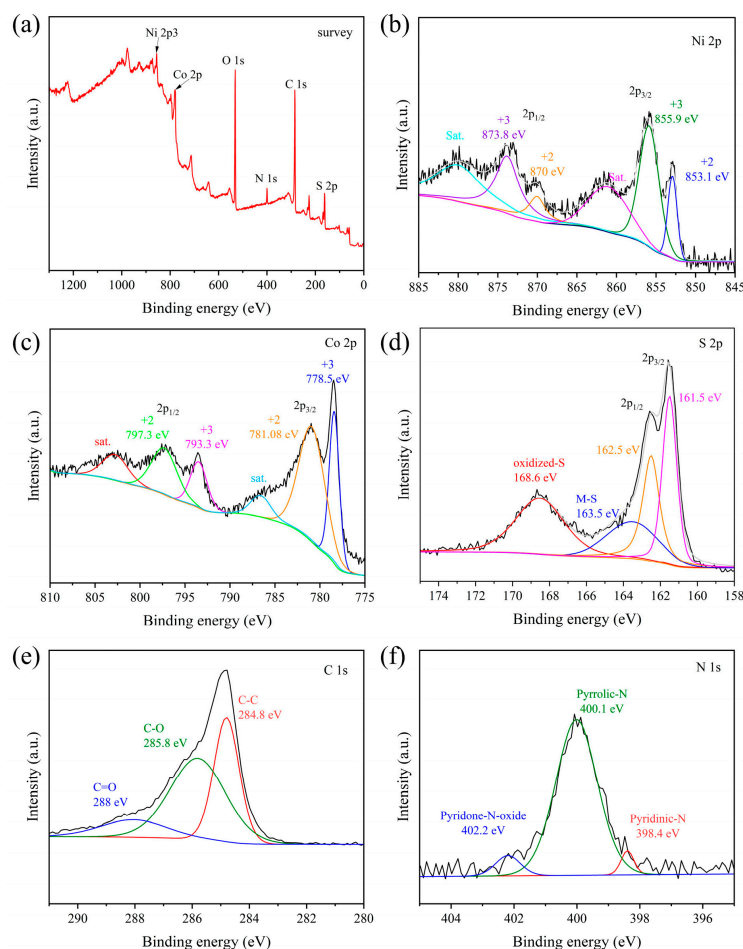 (a)
survey
Ni 2p3
Co 2p
O 1s
C 1s
N 1s
S 2p
Intensity (a.u.)
1200 1000 800 600 400 200 0
Binding energy (eV)
(b)
Ni 2p
2p3/2
+3
855.9 eV
+3
873.8 eV
2p1/2
+2
870 eV
Sat.
Sat.
+2
853.1 eV
Intensity (a.u.)
885 880 875 870 865 860 855 850 845
Binding energy (eV)
(c)
Co 2p
+3
778.5 eV
2p3/2
+2
781.08 eV
2p1/2
+2
797.3 eV
+3
793.3 eV
sat.
sat.
Intensity (a.u.)
810 805 800 795 790 785 780 775
Binding energy (eV)
(d)
S 2p
2p3/2
161.5 eV
2p1/2
162.5 eV
oxidized-S
168.6 eV
M-S
163.5 eV
Intensity (a.u.)
174 172 170 168 166 164 162 160 158
Binding energy (eV)
(e)
C 1s
C-C
284.8 eV
C-O
285.8 eV
C=O
288 eV
Intensity (a.u.)
290 288 286 284 282 280
Binding energy (eV)
(f)
N 1s
Pyrrolic-N
400.1 eV
Pyridone-N-oxide
402.2 eV
Pyridinic-N
398.4 eV
Intensity (a.u.)
404 402 400 398 396
Binding energy (eV)